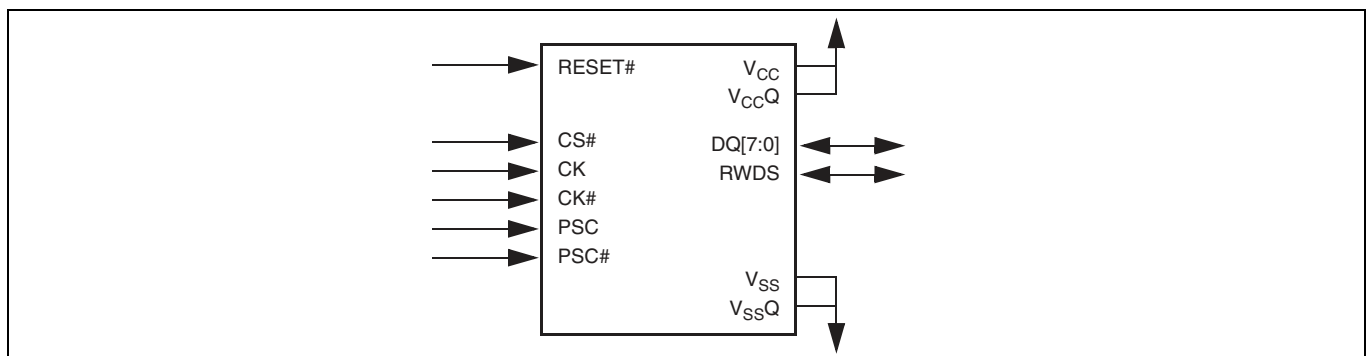 RESET#
CS#
CK
CK#
PSC
PSC#
VCC
VCCQ
DQ[7:0]
RWDS
VSS
VSSQ